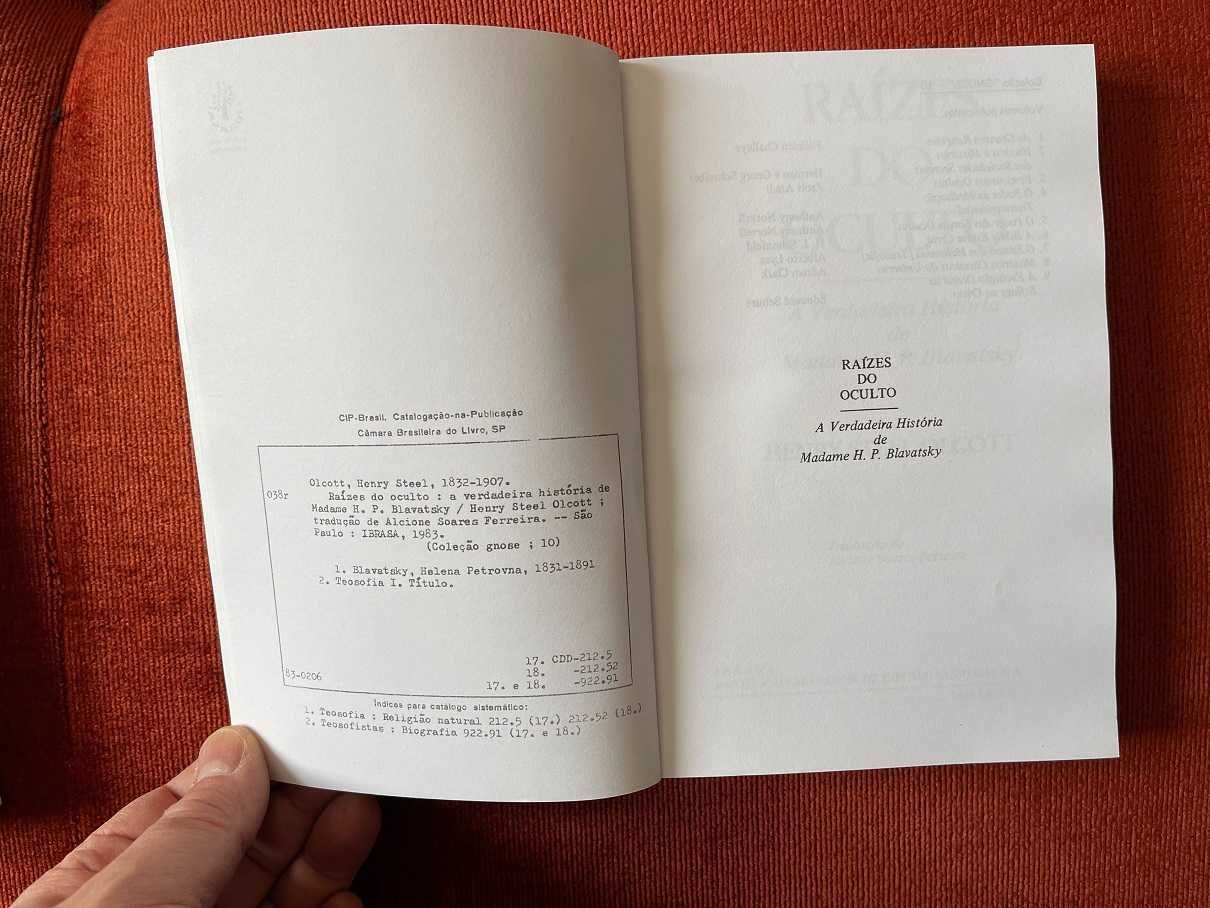 CIP-Brasil. Catalogação-na-Publicação
Câmara Brasileira do Livro, SP
Olcott, Henry Steel, 1832-1907.
038r
Raízes do oculto : a verdadeira história de
Madame H. P. Blavatsky / Henry Steel Olcott ;
tradução de Alcione Soares Ferreira. -- São
Paulo : IBRASA, 1983.
(Coleção gnose ; 10)
1. Blavatsky, Helena Petrovna, 1831-1891
2. Teosofia I. Título.
17. CDD-212.5
18. -212.52
83-0206
17. e 18. -922.91
Índices para catálogo sistemático:
1. Teosofia : Religião natural 212.5 (17.) 212.52 (18.)
2. Teosofistas : Biografia 922.91 (17. e 18.)
RAÍZES
DO
OCULTO
A Verdadeira História
de
Madame H. P. Blavatsky